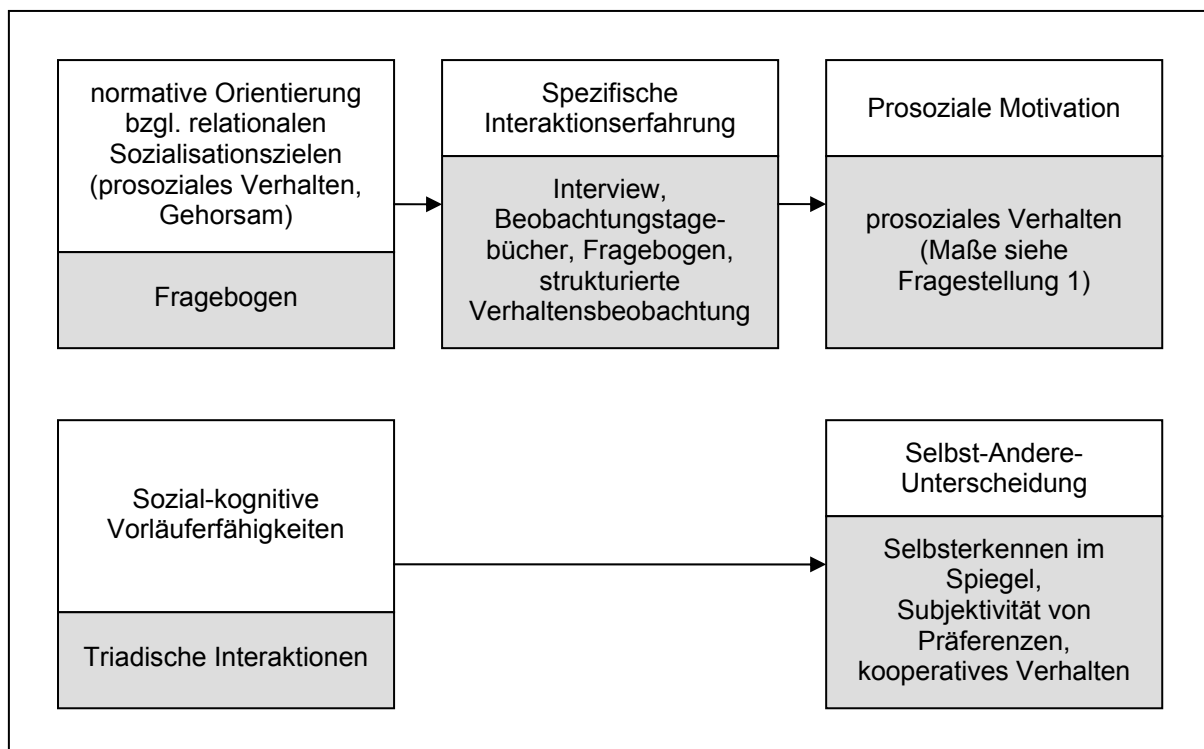 normative Orientierung
bzgl. relationalen
Sozialisationszielen
(prosoziales Verhalten,
Gehorsam)
Fragebogen
Spezifische
Interaktionserfahrung
Interview,
Beobachtungstage-
bücher, Fragebogen,
strukturierte
Verhaltensbeobachtung
Prosoziale Motivation
prosoziales Verhalten
(Maße siehe
Fragestellung 1)
Sozial-kognitive
Vorläuferfähigkeiten
Triadische Interaktionen
Selbst-Andere-
Unterscheidung
Selbsterkennen im
Spiegel,
Subjektivität von
Präferenzen,
kooperatives Verhalten